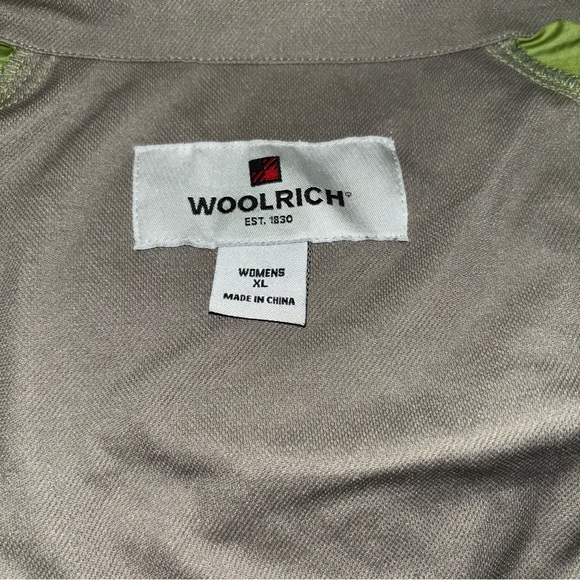 WOOLRICH®
EST. 1830
WOMENS
XL
MADE IN CHINA